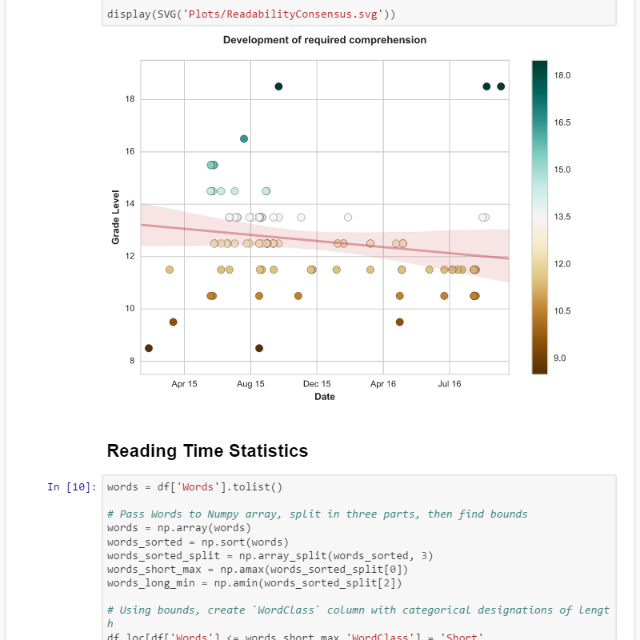 display(SVG('Plots/ReadabilityConsensus.svg'))
Development of required comprehension
18
16
14
12
10
8
Grade Level
Apr 15
Aug 15
Dec 15
Apr 16
Jul 16
Date
18.0
16.5
15.0
13.5
12.0
10.5
9.0
Reading Time Statistics
In [10]:
words = df['Words'].tolist()
# Pass Words to Numpy array, split in three parts, then find bounds
words = np.array(words)
words_sorted = np.sort(words)
words_sorted_split = np.array_split(words_sorted, 3)
words_short_max = np.amax(words_sorted_split[0])
words_long_min = np.amin(words_sorted_split[2])
# Using bounds, create `WordClass` column with categorical designations of lengt
h
df.loc[df['Words'] <= words_short_max, 'WordClass'] = 'Short'